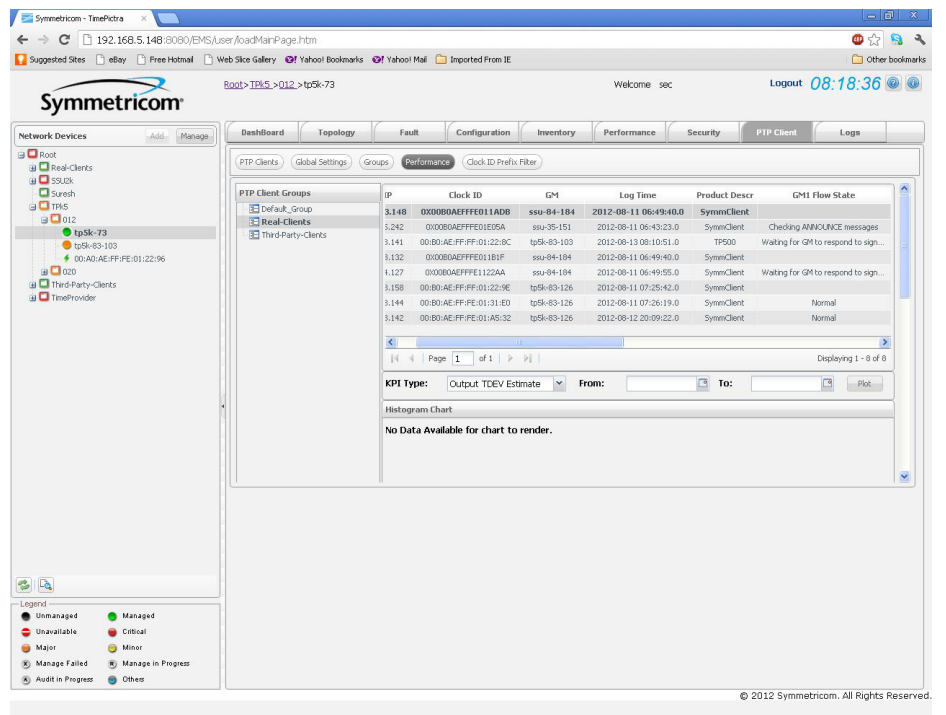 Symmetricom - TimePictra
192.168.5.148:8080/EMS/user/loadMainPage.htm
Suggested Sites eBay Free Hotmail Web Slice Gallery Yahoo! Bookmarks Yahoo! Mail Imported From IE Other bookmarks
Symmetricom
Root>TPk5 >012 >tp5k-73 Welcome sec Logout 08:18:36
Network Devices Add Manage
Root
Real-Clients
SSU2k
Suresh
TPk5
012
tp5k-73
tp5k-83-103
00:A0:AE:FF:FE:01:22:96
020
Third-Party-Clients
TimeProvider
DashBoard Topology Fault Configuration Inventory Performance Security PTP Client Logs
PTP Clients Global Settings Groups Performance Clock ID Prefix Filter
PTP Client Groups
Default_Group
Real-Clients
Third-Party-Clients
IP Clock ID GM Log Time Product Descr GM1 Flow State
3.148 0X00B0AEFFFE011ADB ssu-84-184 2012-08-11 06:49:40.0 SymmClient
5.242 0X00B0AEFFFE01E05A ssu-35-151 2012-08-11 06:43:23.0 SymmClient Checking ANNOUNCE messages
3.141 00:B0:AE:FF:FE:01:22:8C tp5k-83-103 2012-08-13 08:10:51.0 TP500 Waiting for GM to respond to sign...
3.132 0X00B0AEFFFE011B1F ssu-84-184 2012-08-11 06:49:40.0 SymmClient
4.127 0X00B0AEFFFE1122AA ssu-84-184 2012-08-11 06:49:55.0 SymmClient Waiting for GM to respond to sign...
3.158 00:B0:AE:FF:FE:01:22:9E tp5k-83-126 2012-08-11 07:25:42.0 SymmClient
3.144 00:B0:AE:FF:FE:01:31:E0 tp5k-83-126 2012-08-11 07:26:19.0 SymmClient Normal
3.142 00:B0:AE:FF:FE:01:A5:32 tp5k-83-126 2012-08-12 20:09:22.0 SymmClient Normal
Page 1 of 1 Displaying 1 - 8 of 8
KPI Type: Output TDEV Estimate From: To: Plot
Histogram Chart
No Data Available for chart to render.
Legend
Unmanaged Managed
Unavailable Critical
Major Minor
Manage Failed Manage in Progress
Audit in Progress Others
© 2012 Symmetricom. All Rights Reserved.